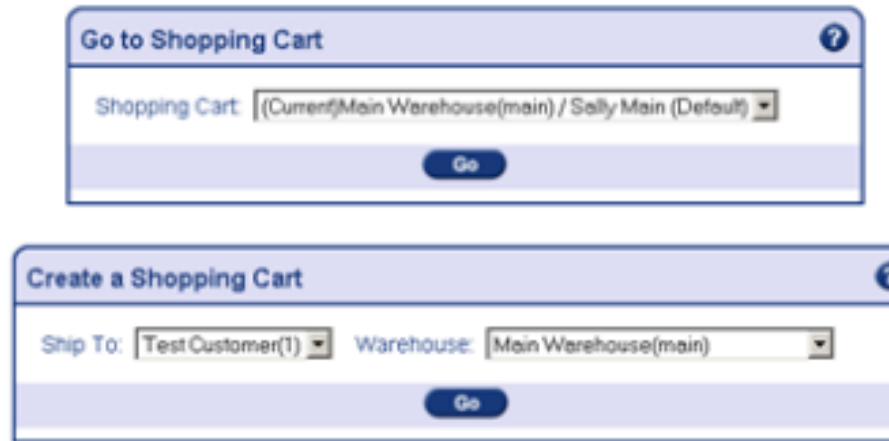 Go to Shopping Cart ?
Shopping Cart: (Current)Main Warehouse(main) / Sally Main (Default)
Go
Create a Shopping Cart ?
Ship To: Test Customer(1) Warehouse: Main Warehouse(main)
Go